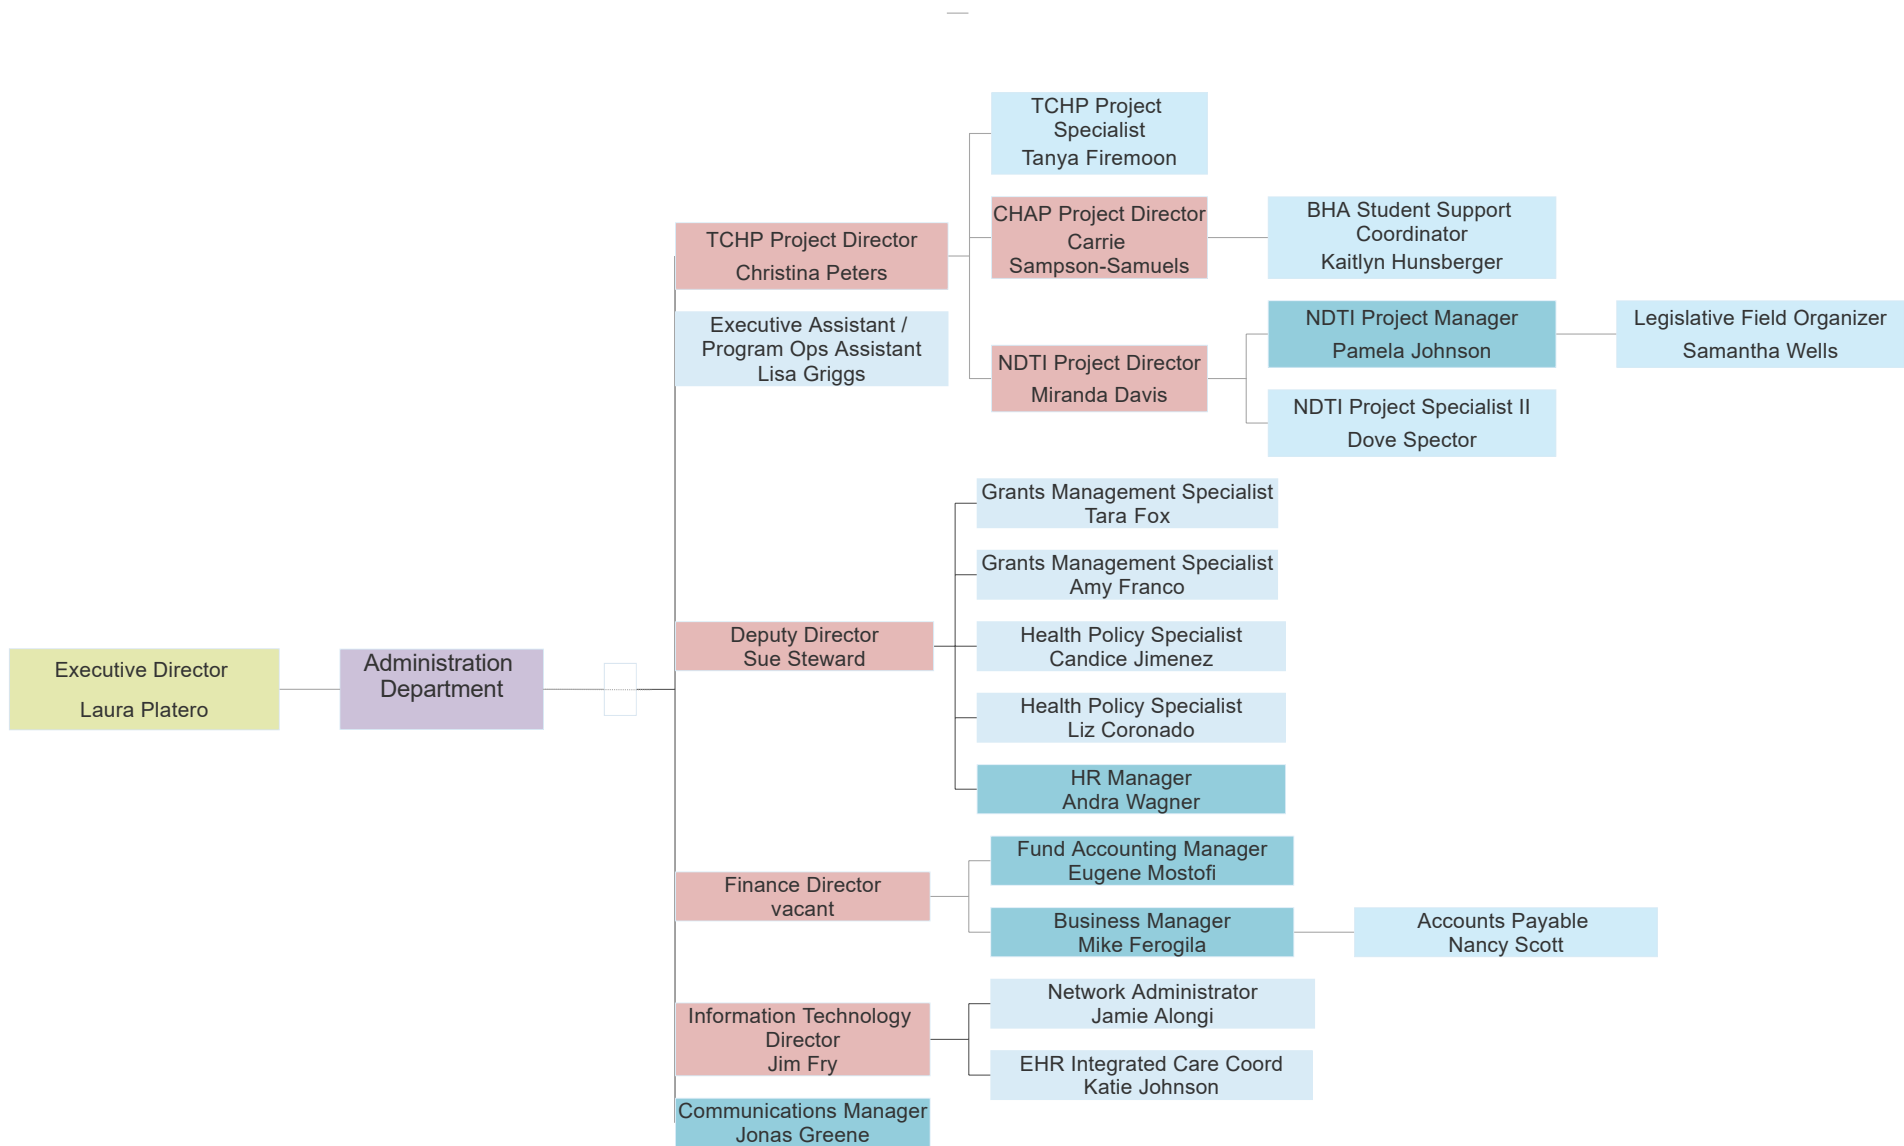 Executive Director
Laura Platero
Administration
Department
TCHP Project Director
Christina Peters
Executive Assistant /
Program Ops Assistant
Lisa Griggs
TCHP Project
Specialist
Tanya Firemoon
CHAP Project Director
Carrie
Sampson-Samuels
BHA Student Support
Coordinator
Kaitlyn Hunsberger
NDTI Project Director
Miranda Davis
NDTI Project Manager
Pamela Johnson
Legislative Field Organizer
Samantha Wells
NDTI Project Specialist II
Dove Spector
Deputy Director
Sue Steward
Grants Management Specialist
Tara Fox
Grants Management Specialist
Amy Franco
Health Policy Specialist
Candice Jimenez
Health Policy Specialist
Liz Coronado
HR Manager
Andra Wagner
Finance Director
vacant
Fund Accounting Manager
Eugene Mostofi
Business Manager
Mike Ferogila
Accounts Payable
Nancy Scott
Information Technology
Director
Jim Fry
Network Administrator
Jamie Alongi
EHR Integrated Care Coord
Katie Johnson
Communications Manager
Jonas Greene